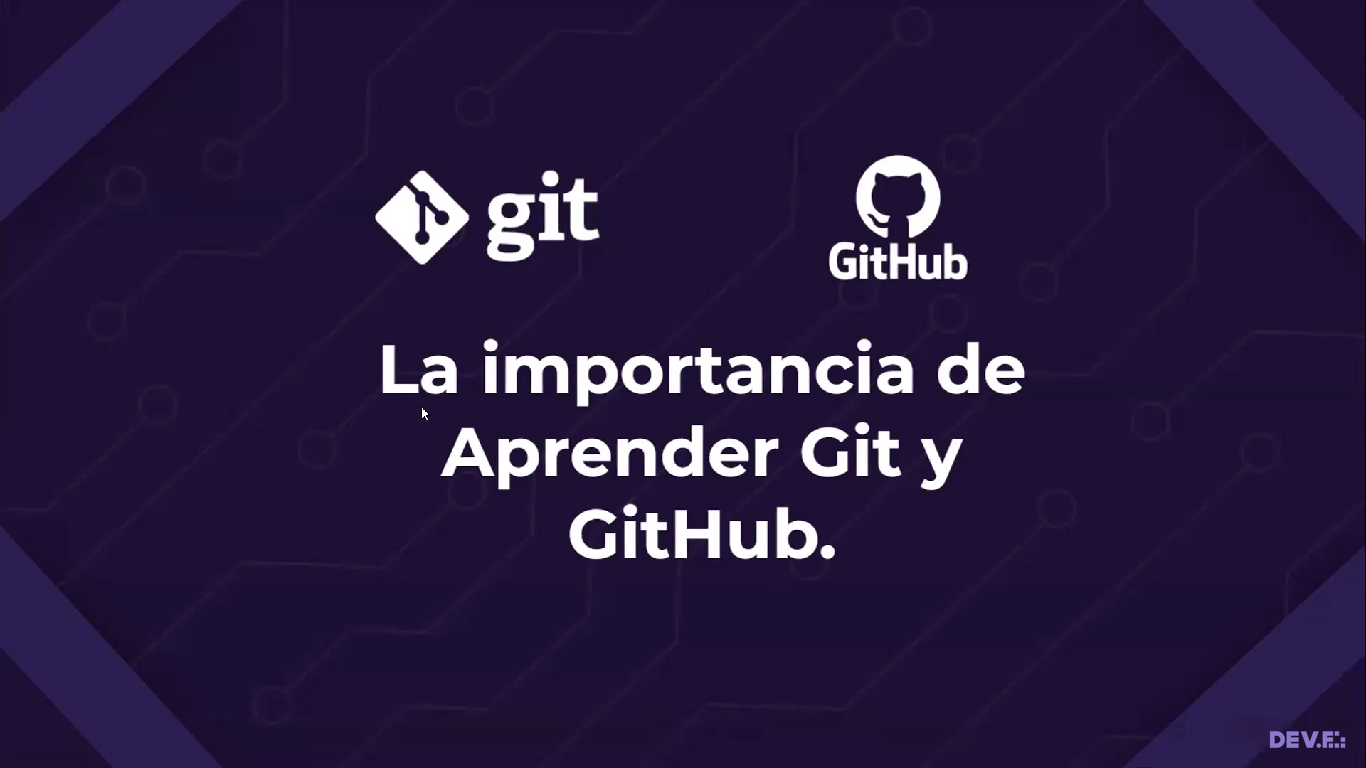 git
GitHub
La importancia de
Aprender Git y
GitHub.
DEV.F.: